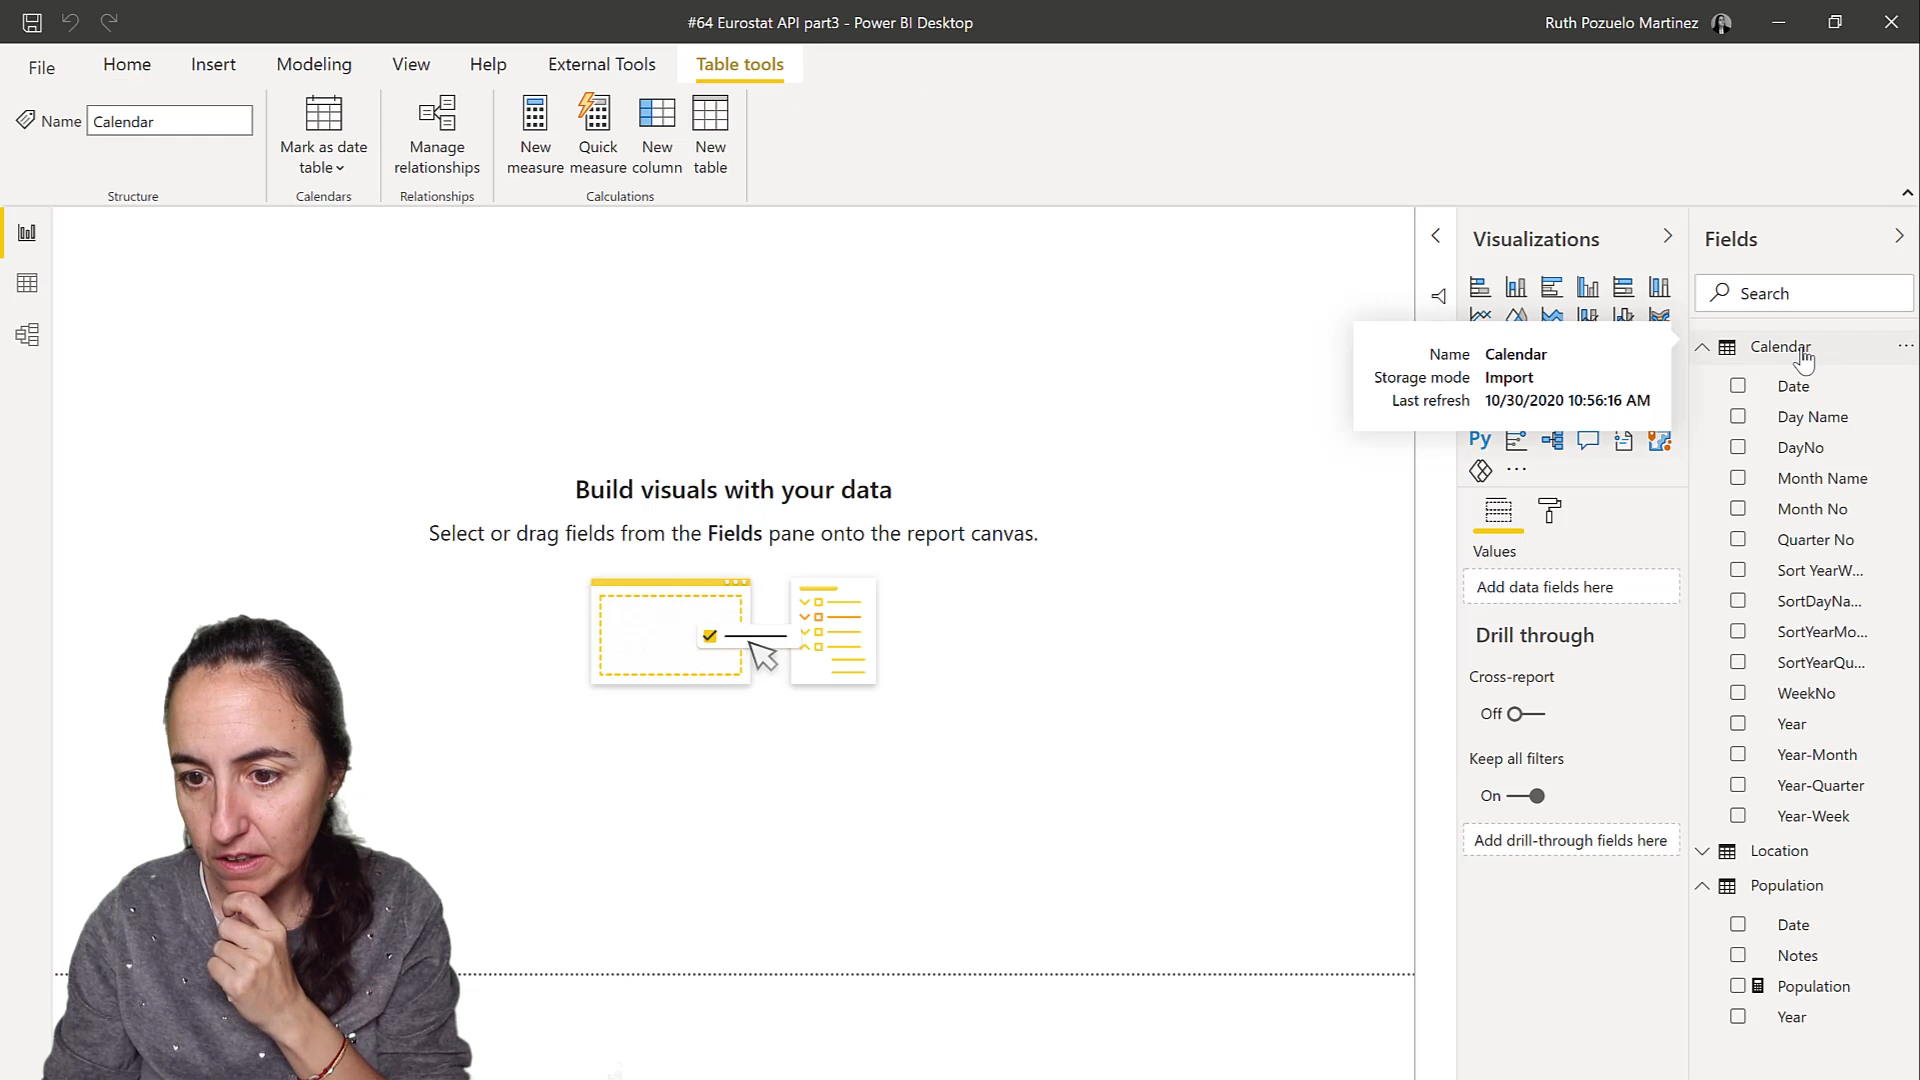 #64 Eurostat API part3 - Power BI Desktop
Ruth Pozuelo Martinez
File
Home
Insert
Modeling
View
Help
External Tools
Table tools
Name
Calendar
Mark as date
table
Manage
relationships
New
measure
Quick
measure
New
column
New
table
Structure
Calendars
Relationships
Calculations
Visualizations
Fields
Search
Name Calendar
Storage mode Import
Last refresh 10/30/2020 10:56:16 AM
Py
...
Values
Add data fields here
Drill through
Cross-report
Off
Keep all filters
On
Add drill-through fields here
Build visuals with your data
Select or drag fields from the Fields pane onto the report canvas.
Calendar
Date
Day Name
DayNo
Month Name
Month No
Quarter No
Sort YearW...
SortDayNa...
SortYearMo...
SortYearQu...
WeekNo
Year
Year-Month
Year-Quarter
Year-Week
Location
Population
Date
Notes
Population
Year